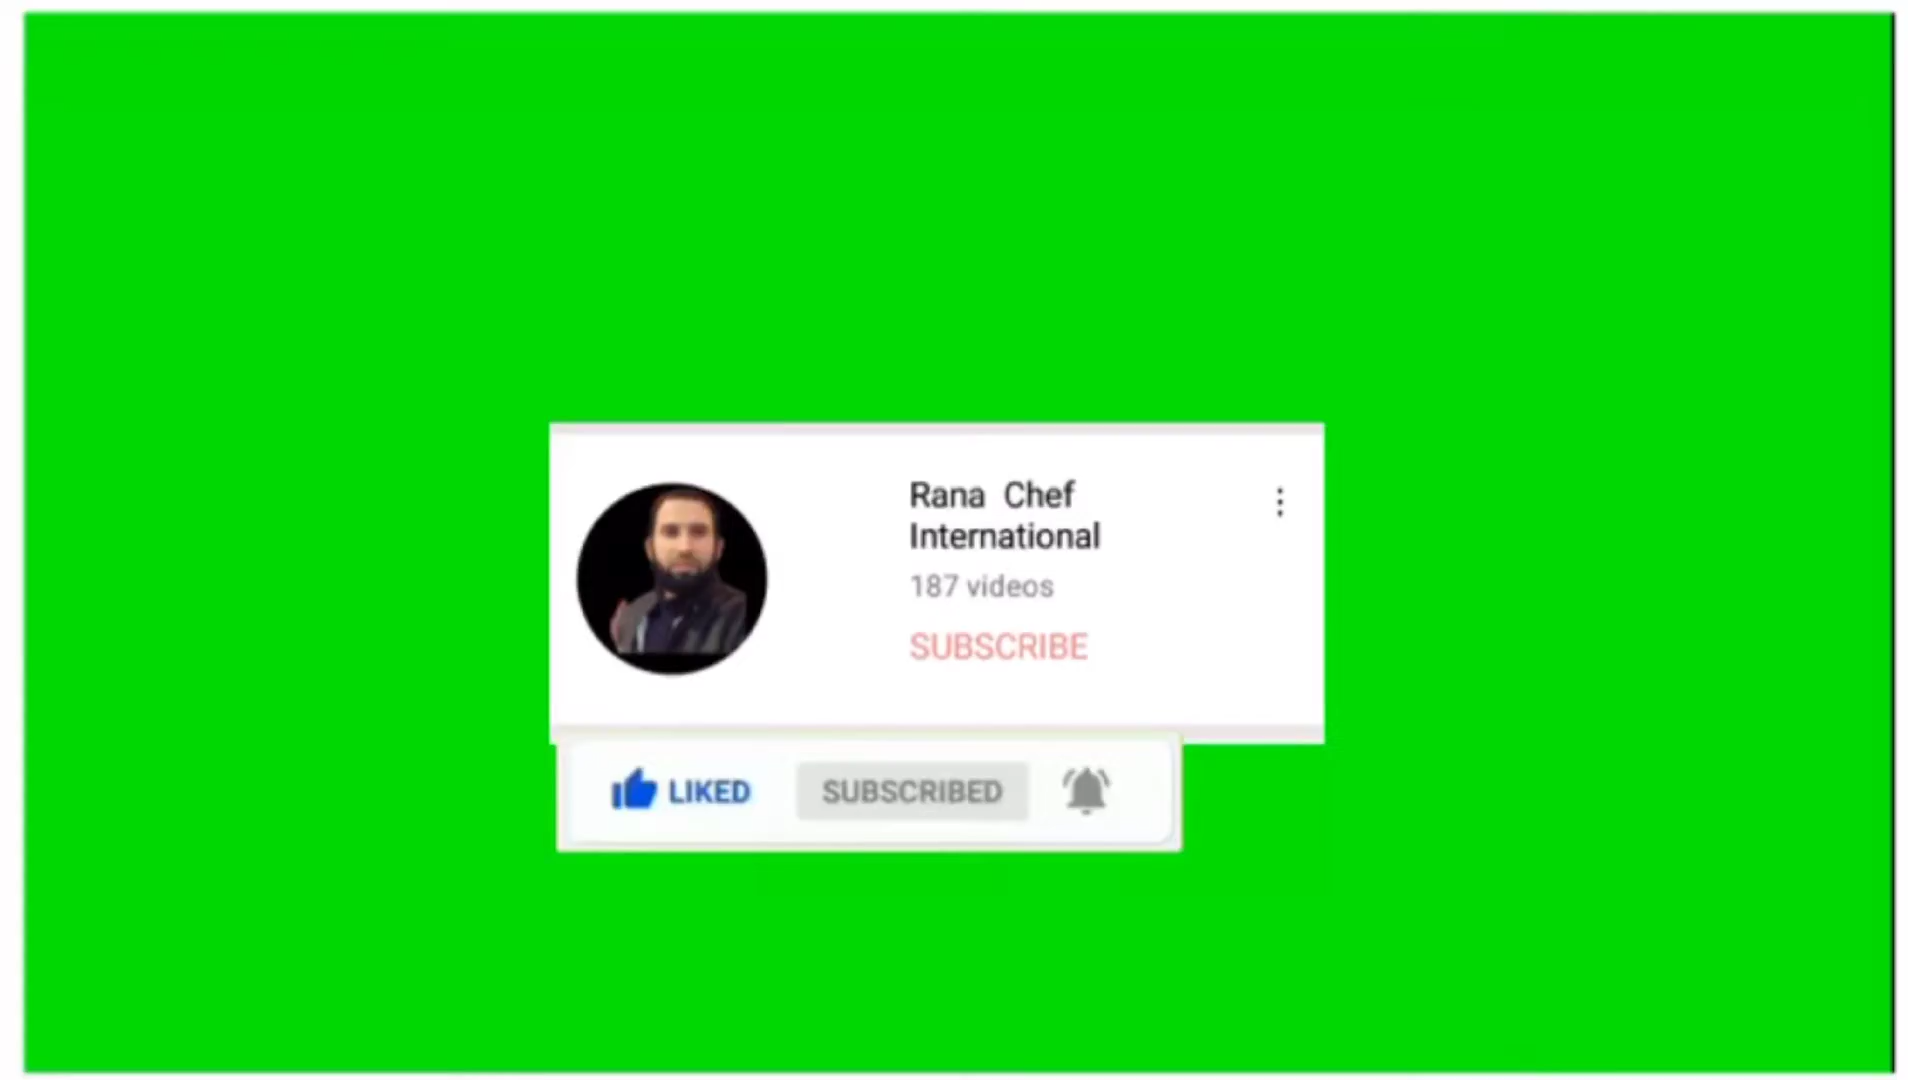 Rana Chef
International
187 videos
SUBSCRIBE
LIKED SUBSCRIBED